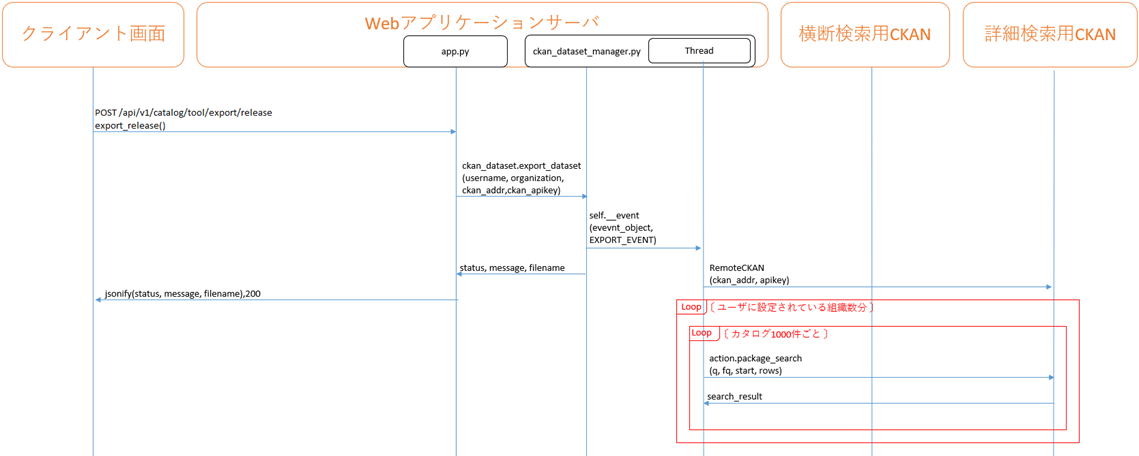 クライアント画面
Webアプリケーションサーバ
app.py
ckan_dataset_manager.py
Thread
横断検索用CKAN
詳細検索用CKAN
POST /api/v1/catalog/tool/export/release
export_release()
ckan_dataset.export_dataset
(username, organization,
ckan_addr,ckan_apikey)
self.__event
(evevnt_object,
EXPORT_EVENT)
status, message, filename
RemoteCKAN
(ckan_addr, apikey)
jsonify(status, message, filename),200
Loop
〔 ユーザに設定されている組織数分 〕
Loop
〔 カタログ1000件ごと 〕
action.package_search
(q, fq, start, rows)
search_result